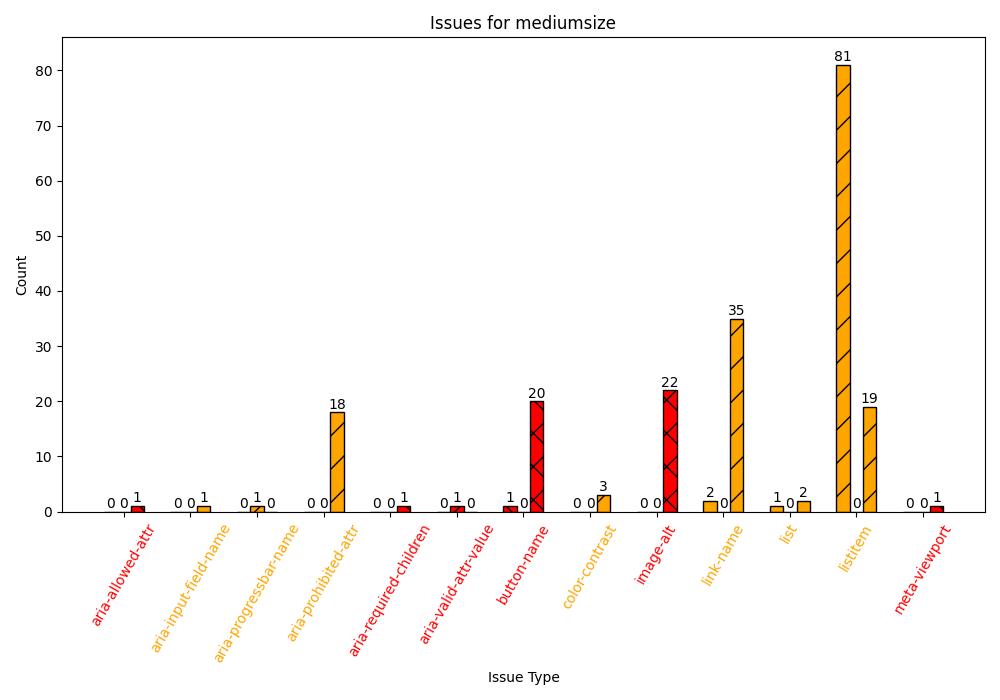 Issues for mediumsize
Count
80
70
60
50
40
30
20
10
0
0 0 1
0 0 1
0 1 0
0 0 18
0 0 1
0 1 0
1 0 20
0 0 3
0 0 22
2 0 35
1 0 2
81 0 19
0 0 1
aria-allowed-attr
aria-input-field-name
aria-progressbar-name
aria-prohibited-attr
aria-required-children
aria-valid-attr-value
button-name
color-contrast
image-alt
link-name
list
listitem
meta-viewport
Issue Type